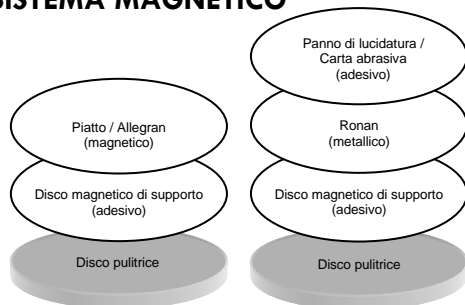 SISTEMA MAGNETICO
Piatto / Allegran
(magnetico)
Disco magnetico di supporto
(adesivo)
Disco pulitrice
Panno di lucidatura /
Carta abrasiva
(adesivo)
Ronan
(metallico)
Disco magnetico di supporto
(adesivo)
Disco pulitrice